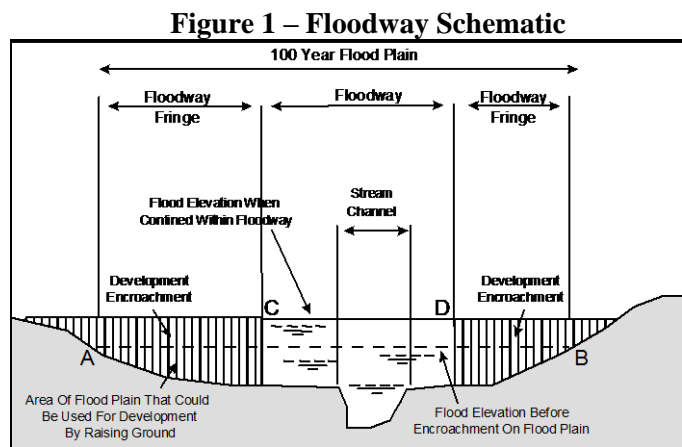 Figure 1 – Floodway Schematic
100 Year Flood Plain
Floodway
Fringe
Floodway
Floodway
Fringe
Flood Elevation When
Confined Within Floodway
Stream
Channel
Development
Encroachment
C
D
Development
Encroachment
A
B
Area Of Flood Plain That Could
Be Used For Development
By Raising Ground
Flood Elevation Before
Encroachment On Flood Plain